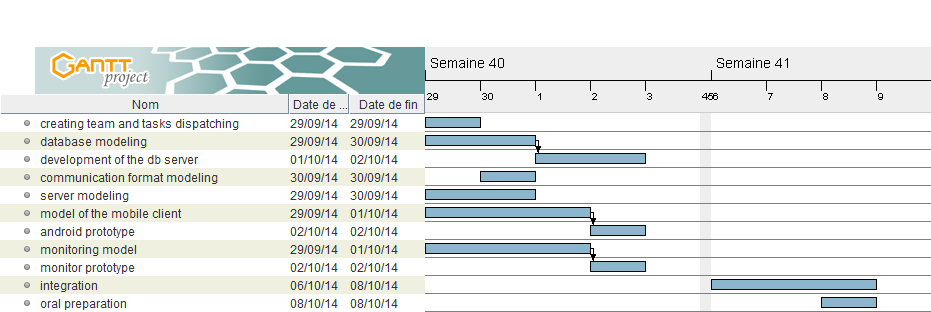 GANTT
project
Semaine 40 Semaine 41
29 30 1 2 3 6 7 8 9
Nom Date de ... Date de fin
creating team and tasks dispatching 29/09/14 29/09/14
database modeling 29/09/14 30/09/14
development of the db server 01/10/14 02/10/14
communication format modeling 30/09/14 30/09/14
server modeling 29/09/14 30/09/14
model of the mobile client 29/09/14 01/10/14
android prototype 02/10/14 02/10/14
monitoring model 29/09/14 01/10/14
monitor prototype 02/10/14 02/10/14
integration 06/10/14 08/10/14
oral preparation 08/10/14 08/10/14